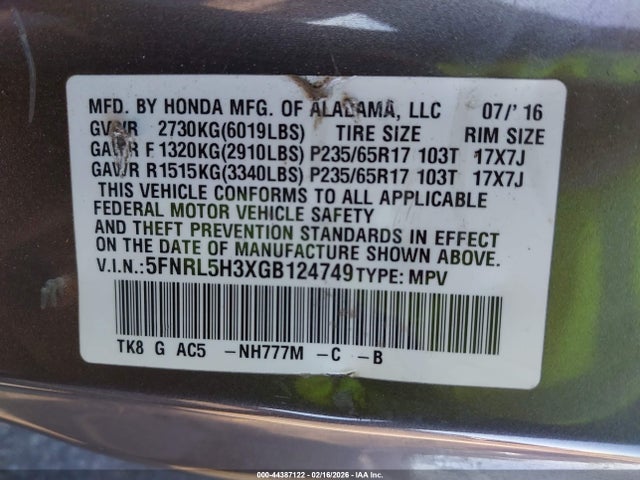 MFD. BY HONDA MFG. OF ALABAMA, LLC 07/' 16
GVWR 2730KG(6019LBS) TIRE SIZE RIM SIZE
GAWR F 1320KG(2910LBS) P235/65R17 103T 17X7J
GAWR R1515KG(3340LBS) P235/65R17 103T 17X7J
THIS VEHICLE CONFORMS TO ALL APPLICABLE
FEDERAL MOTOR VEHICLE SAFETY
AND THEFT PREVENTION STANDARDS IN EFFECT
ON THE DATE OF MANUFACTURE SHOWN ABOVE
V.I.N.: 5FNRL5H3XGB124749 TYPE: MPV
TK8 G AC5 -NH777M -C -B
000-44387122 - 02/16/2026 - IAA Inc.